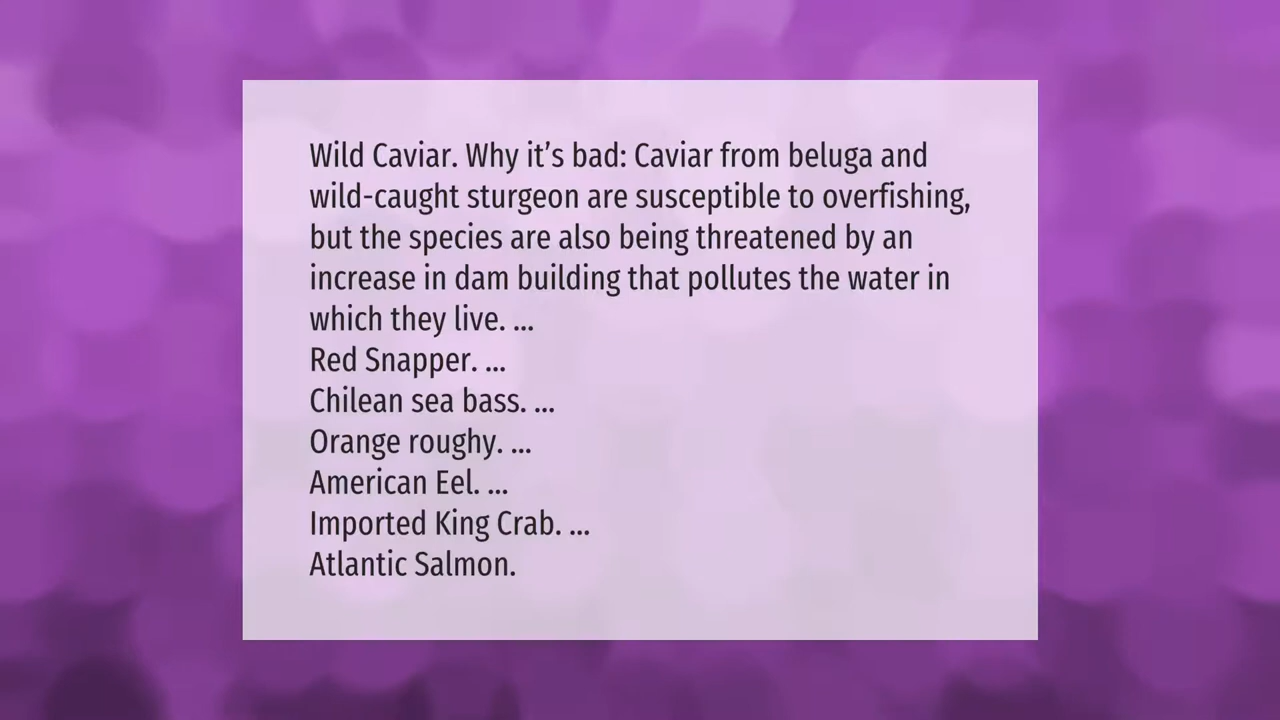 Wild Caviar. Why it’s bad: Caviar from beluga and
wild-caught sturgeon are susceptible to overfishing,
but the species are also being threatened by an
increase in dam building that pollutes the water in
which they live. ...
Red Snapper. ...
Chilean sea bass. ...
Orange roughy. ...
American Eel. ...
Imported King Crab. ...
Atlantic Salmon.